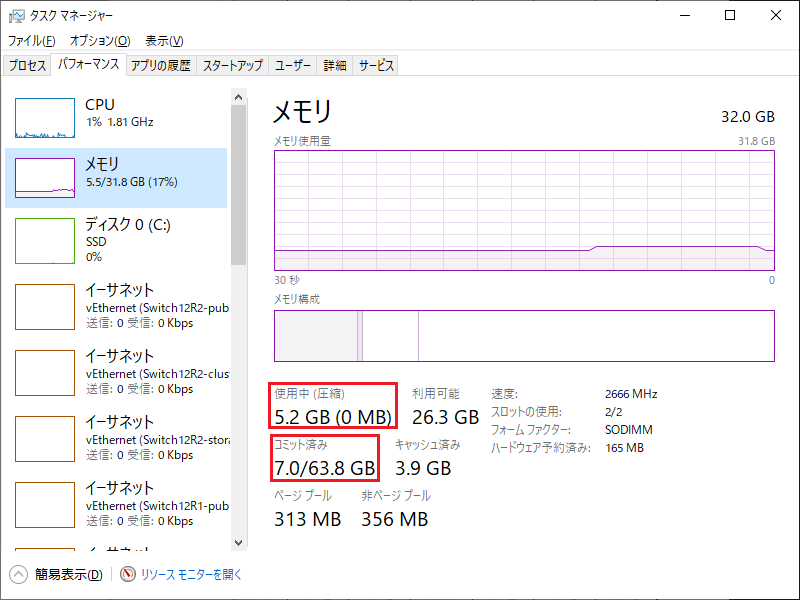 タスク マネージャー
ファイル(F) オプション(O) 表示(V)
プロセス パフォーマンス アプリの履歴 スタートアップ ユーザー 詳細 サービス
CPU
1% 1.81 GHz
メモリ
5.5/31.8 GB (17%)
ディスク 0 (C:)
SSD
0%
イーサネット
vEthernet (Switch12R2-pub
送信: 0 受信: 0 Kbps
イーサネット
vEthernet (Switch12R2-clus
送信: 0 受信: 0 Kbps
イーサネット
vEthernet (Switch12R2-stora
送信: 0 受信: 0 Kbps
イーサネット
vEthernet (Switch12R1-pub
送信: 0 受信: 0 Kbps
メモリ 32.0 GB
メモリ使用量 31.8 GB
30 秒 0
メモリ構成
使用中 (圧縮) 利用可能
5.2 GB (0 MB) 26.3 GB
コミット済み キャッシュ済み
7.0/63.8 GB 3.9 GB
ページ プール 非ページ プール
313 MB 356 MB
速度: 2666 MHz
スロットの使用: 2/2
フォーム ファクター: SODIMM
ハードウェア予約済み: 165 MB
簡易表示(D) リソース モニターを開く